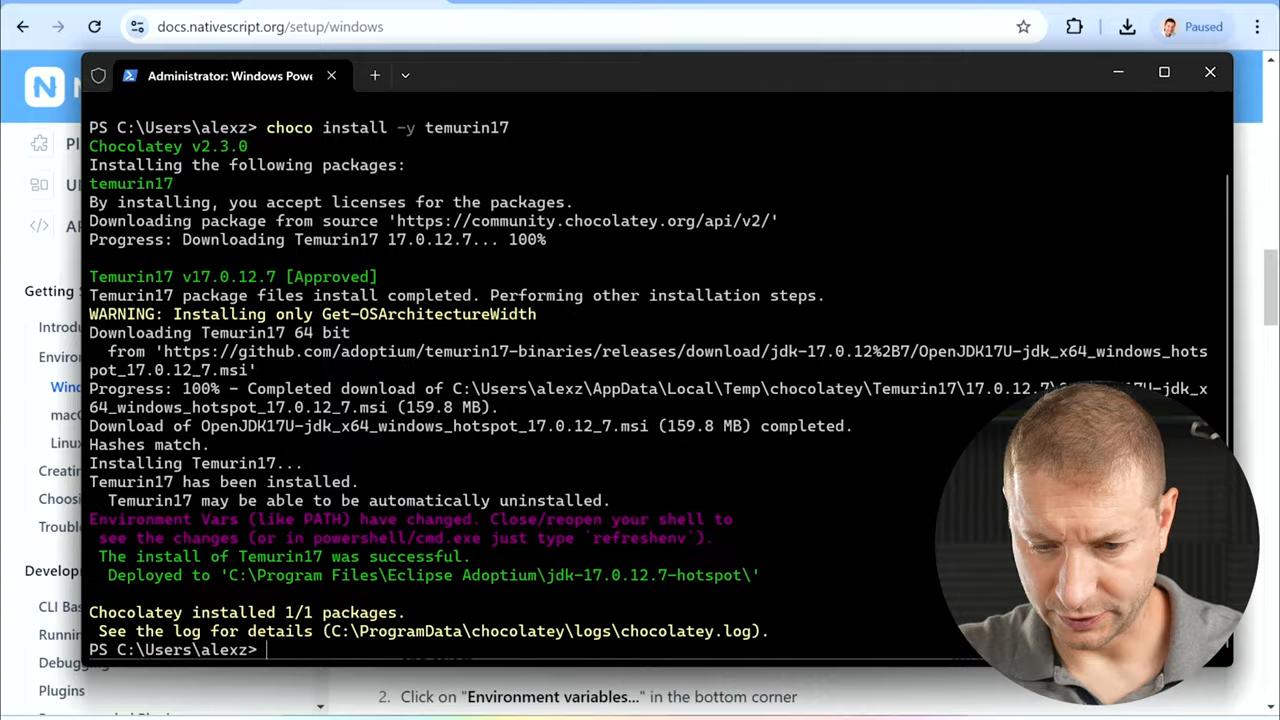 docs.nativescript.org/setup/windows
Paused
Administrator: Windows Powe
PS C:\Users\alexz> choco install -y temurin17
Chocolatey v2.3.0
Installing the following packages:
temurin17
By installing, you accept licenses for the packages.
Downloading package from source 'https://community.chocolatey.org/api/v2/'
Progress: Downloading Temurin17 17.0.12.7... 100%
Temurin17 v17.0.12.7 [Approved]
Temurin17 package files install completed. Performing other installation steps.
WARNING: Installing only Get-OSArchitectureWidth
Downloading Temurin17 64 bit
from 'https://github.com/adoptium/temurin17-binaries/releases/download/jdk-17.0.12%2B7/OpenJDK17U-jdk_x64_windows_hots
pot_17.0.12_7.msi'
Progress: 100% - Completed download of C:\Users\alexz\AppData\Local\Temp\chocolatey\Temurin17\17.0.12.7\ 17U-jdk_x
64_windows_hotspot_17.0.12_7.msi (159.8 MB).
Download of OpenJDK17U-jdk_x64_windows_hotspot_17.0.12_7.msi (159.8 MB) completed.
Hashes match.
Installing Temurin17...
Temurin17 has been installed.
Temurin17 may be able to be automatically uninstalled.
Environment Vars (like PATH) have changed. Close/reopen your shell to
see the changes (or in powershell/cmd.exe just type `refreshenv`).
The install of Temurin17 was successful.
Deployed to 'C:\Program Files\Eclipse Adoptium\jdk-17.0.12.7-hotspot\'
Chocolatey installed 1/1 packages.
See the log for details (C:\ProgramData\chocolatey\logs\chocolatey.log).
PS C:\Users\alexz>
N
Pl
UI
AP
Getting S
Introdu
Environ
Wind
mac
Linux
Creatin
Choosi
Troubl
Develop
CLI Bas
Runnin
Debugg
Plugins
2. Click on "Environment variables..." in the bottom corner